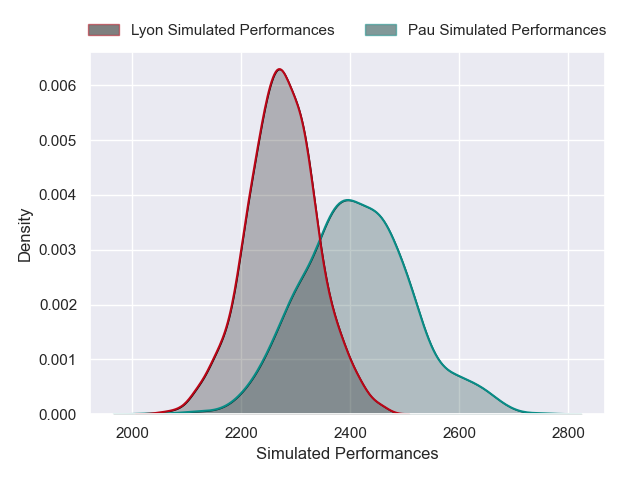 Lyon Simulated Performances Pau Simulated Performances
0.006
0.005
0.004
0.003
0.002
0.001
0.000
Density
2000 2200 2400 2600 2800
Simulated Performances